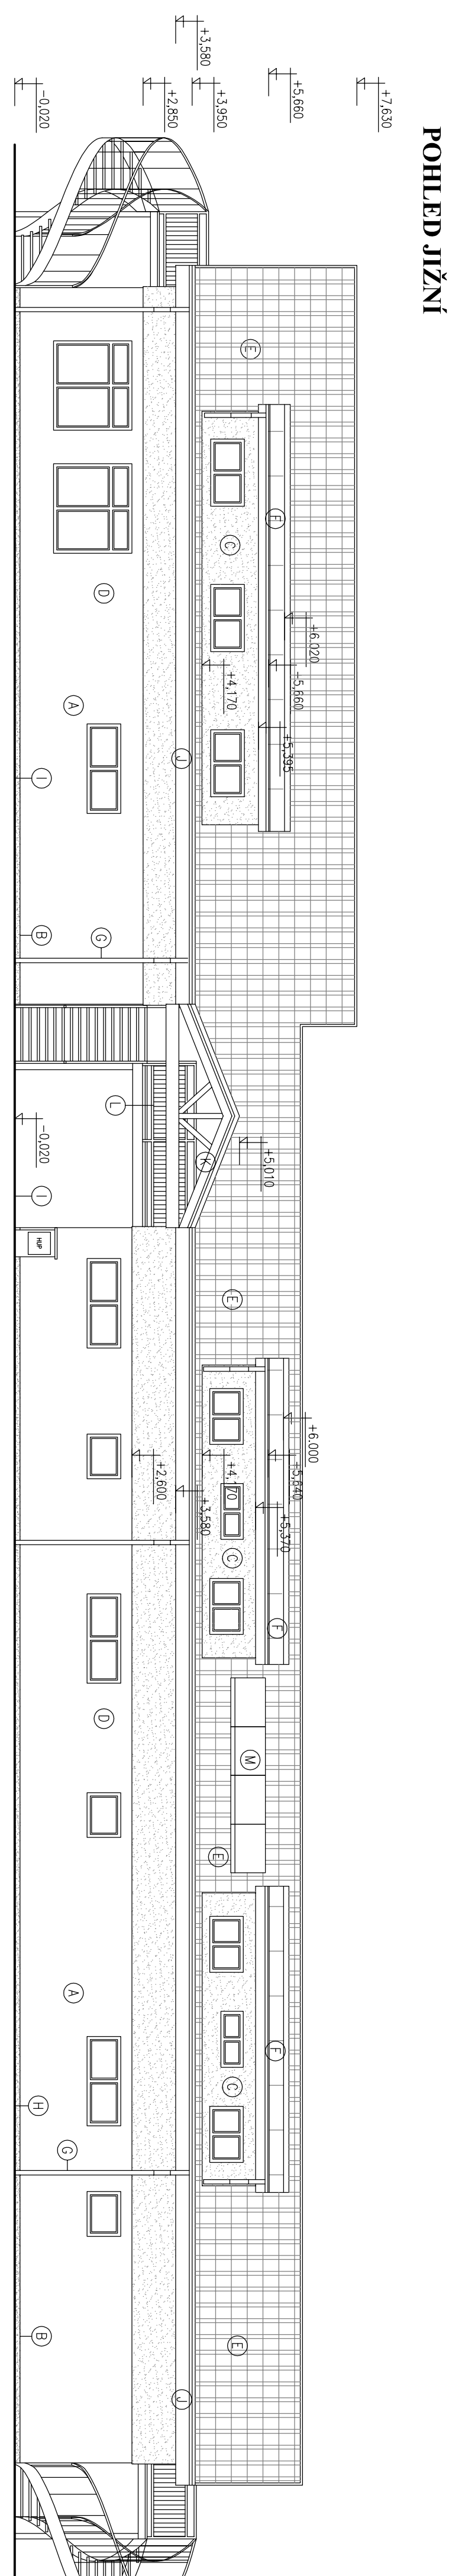 POHLED JIŽNÍ
+7,630
+5,660
+3,950
+3,580
+2,850
-0,020
E
F
C
+6.020
+5,660
+5,395
+4,170
D
A
J
I
B
G
L
K
+5,010
-0,020
I
HUP
E
+6.000
+5,640
+5,370
+4,170
+3,580
+2,600
C
F
D
M
E
A
F
C
H
G
E
B
J